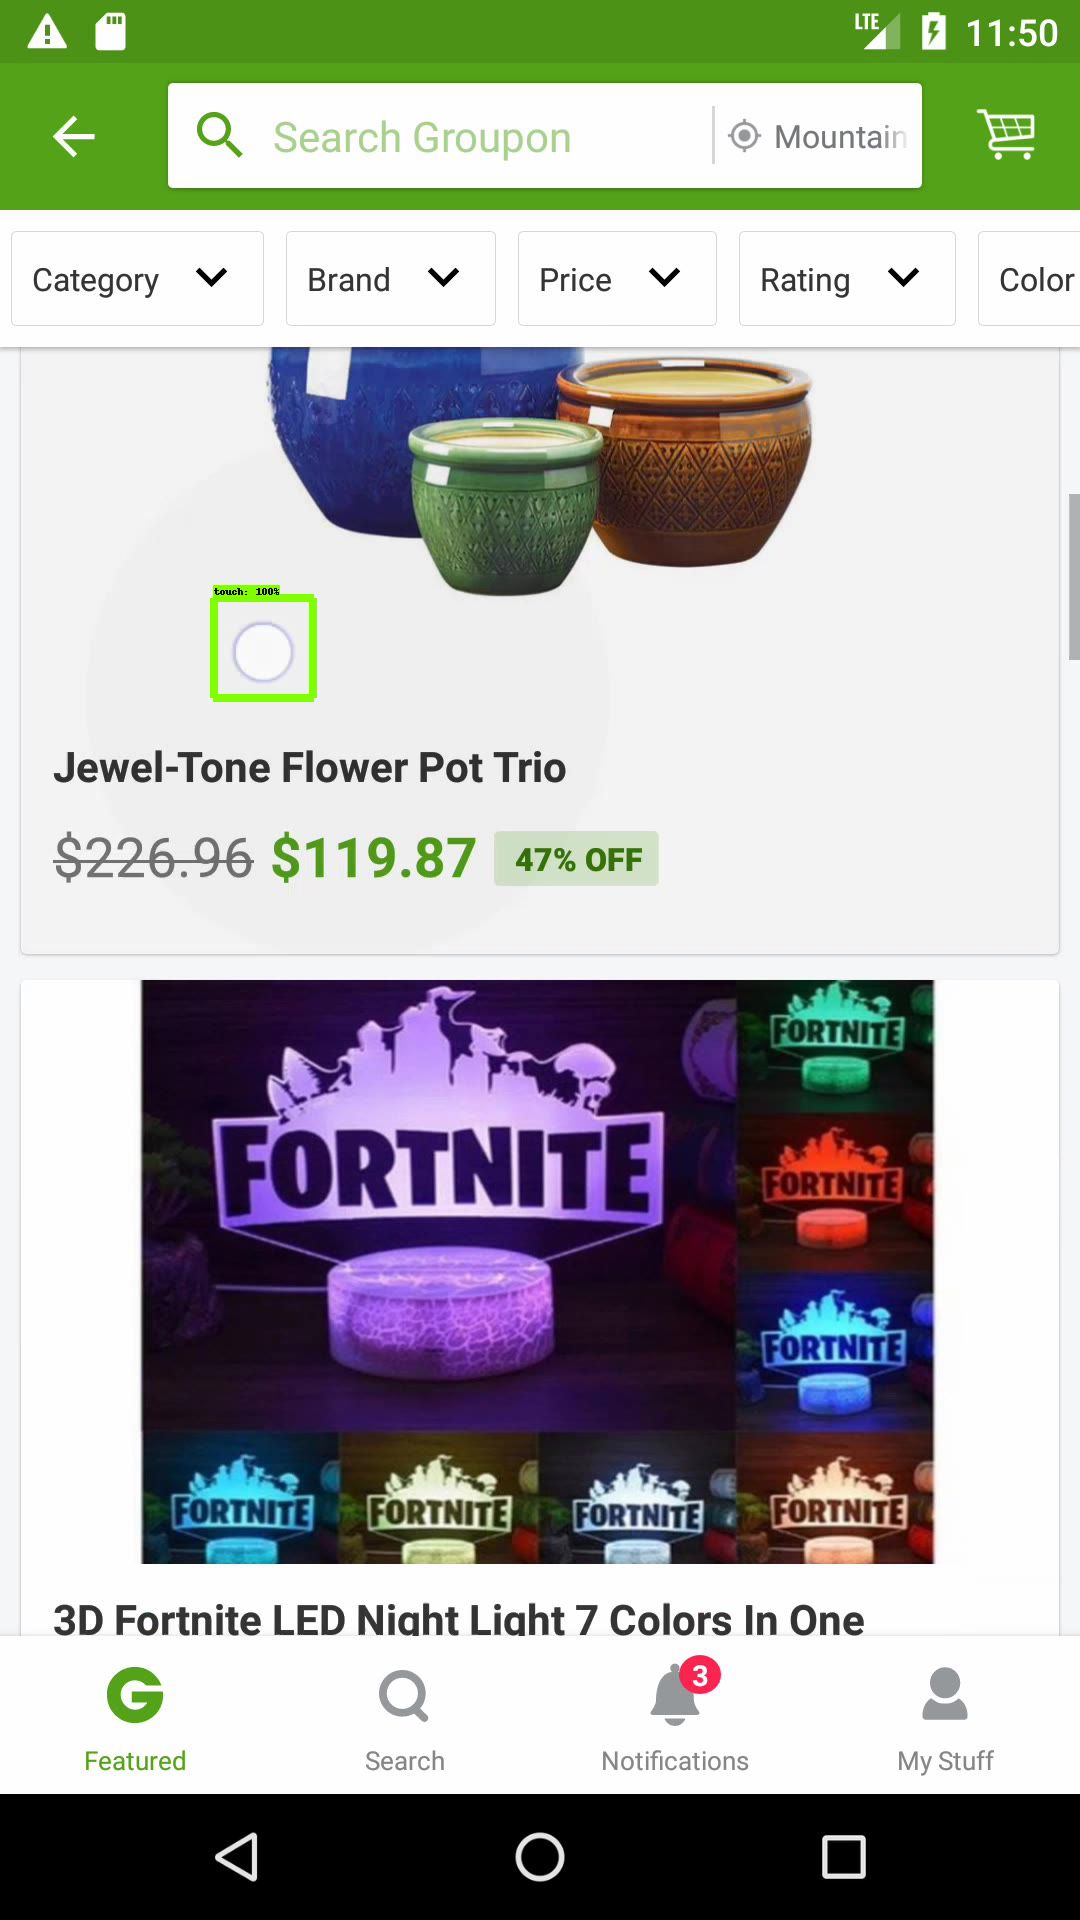 LTE 11:50
Search Groupon Mountain
Category Brand Price Rating Color
touch: 100%
Jewel-Tone Flower Pot Trio
$226.96 $119.87 47% OFF
FORTNITE
FORTNITE
FORTNITE
FORTNITE
FORTNITE FORTNITE FORTNITE FORTNITE
3D Fortnite LED Night Light 7 Colors In One
3
Featured Search Notifications My Stuff